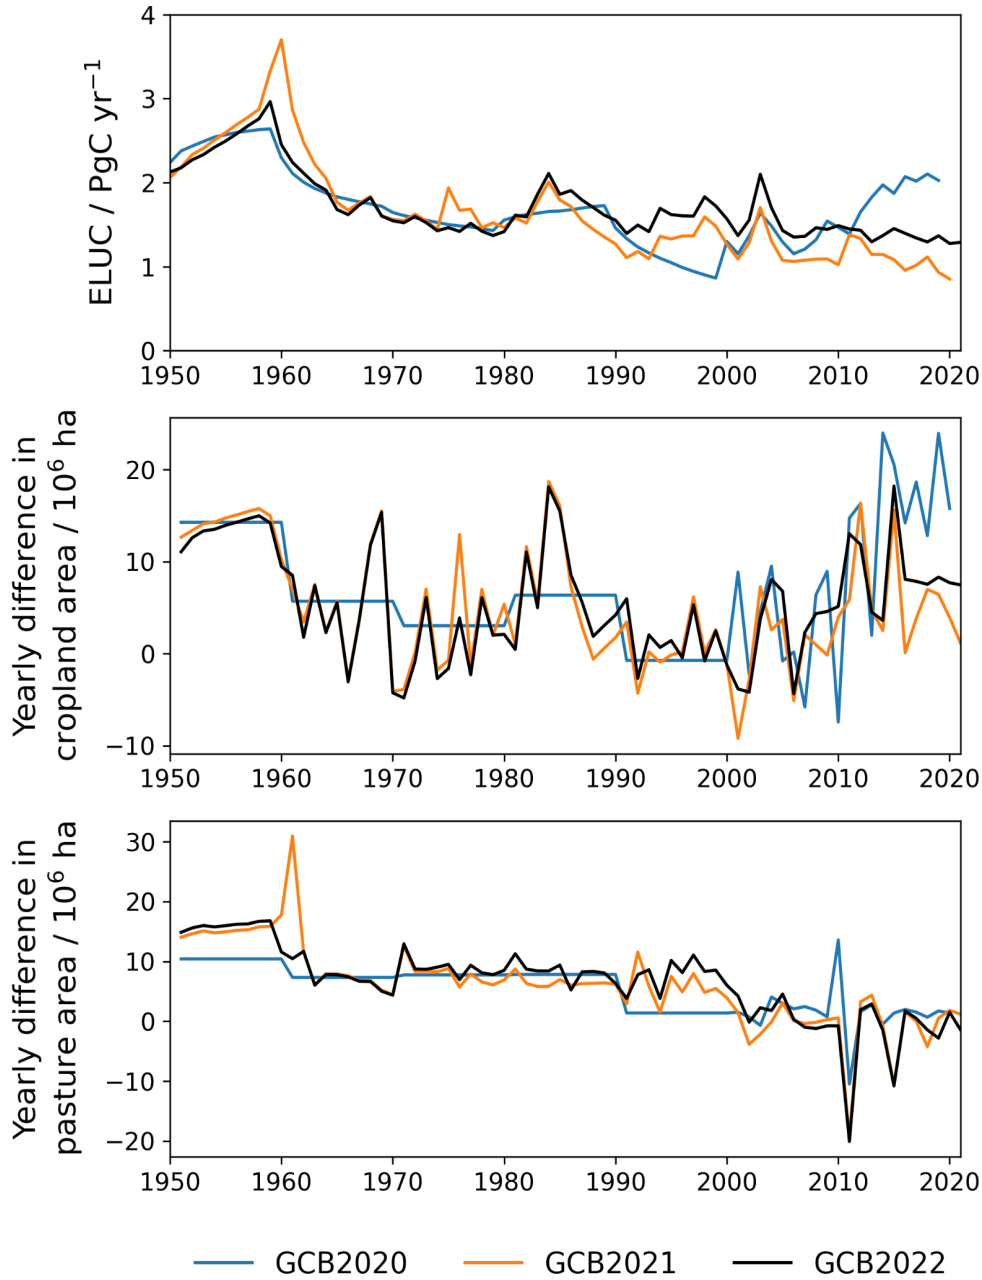 ELUC / PgC yr⁻¹
4
3
2
1
0
1950 1960 1970 1980 1990 2000 2010 2020
Yearly difference in
cropland area / 10⁶ ha
20
10
0
−10
1950 1960 1970 1980 1990 2000 2010 2020
Yearly difference in
pasture area / 10⁶ ha
30
20
10
0
−10
−20
1950 1960 1970 1980 1990 2000 2010 2020
GCB2020 GCB2021 GCB2022